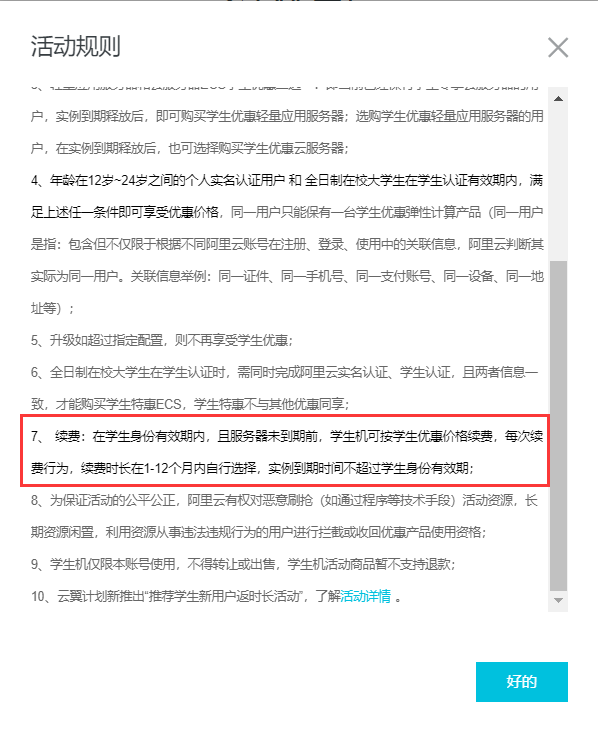 活动规则
户，实例到期释放后，即可购买学生优惠轻量应用服务器；选购学生优惠轻量应用服务器的用
户，在实例到期释放后，也可选择购买学生优惠云服务器；
4、年龄在12岁~24岁之间的个人实名认证用户 和 全日制在校大学生在学生认证有效期内，满
足上述任一条件即可享受优惠价格，同一用户只能保有一台学生优惠弹性计算产品（同一用户
是指：包含但不仅限于根据不同阿里云账号在注册、登录、使用中的关联信息，阿里云判断其
实际为同一用户。关联信息举例：同一证件、同一手机号、同一支付账号、同一设备、同一地
址等）；
5、升级如超过指定配置，则不再享受学生优惠；
6、全日制在校大学生在学生认证时，需同时完成阿里云实名认证、学生认证，且两者信息一
致，才能购买学生特惠ECS，学生特惠不与其他优惠同享；
7、 续费：在学生身份有效期内，且服务器未到期前，学生机可按学生优惠价格续费，每次续
费行为，续费时长在1-12个月内自行选择，实例到期时间不超过学生身份有效期；
8、为保证活动的公平公正，阿里云有权对恶意刷抢（如通过程序等技术手段）活动资源，长
期资源闲置，利用资源从事违法违规行为的用户进行拦截或收回优惠产品使用资格；
9、学生机仅限本账号使用，不得转让或出售，学生机活动商品暂不支持退款；
10、云翼计划新推出“推荐学生新用户返时长活动”，了解活动详情 。
好的